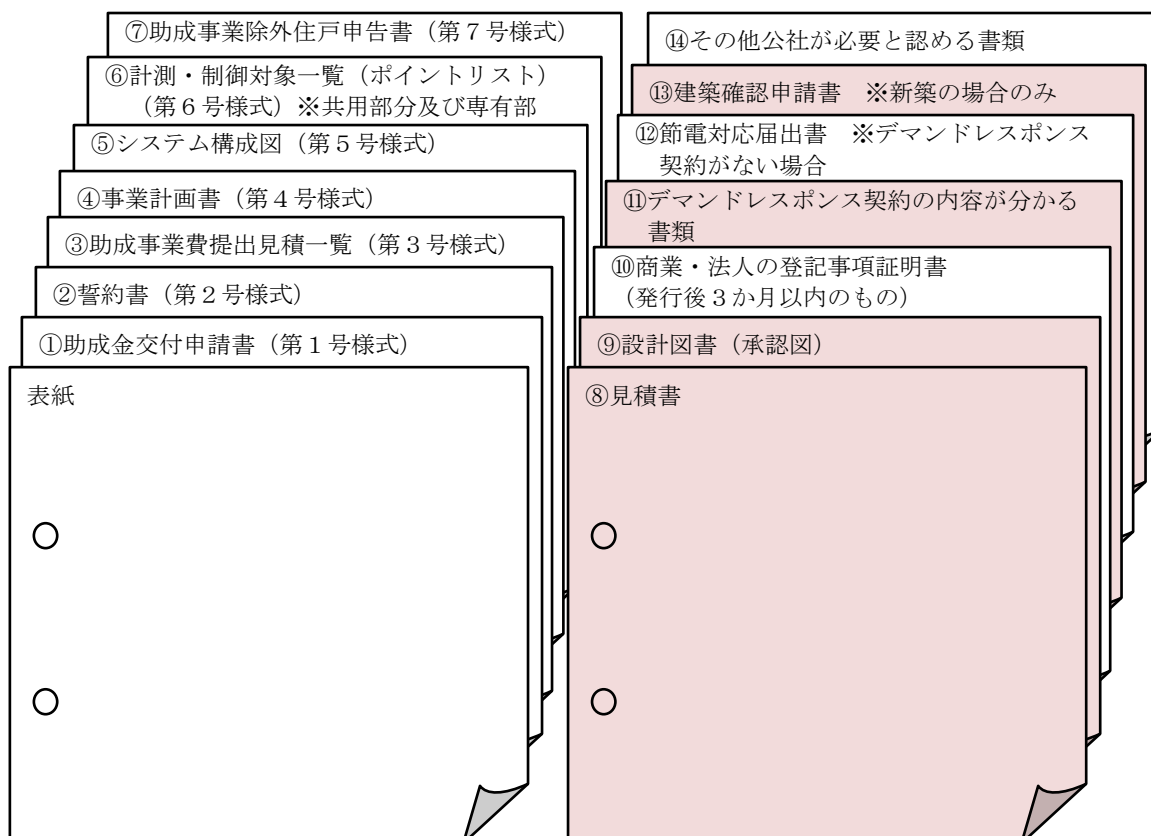 ⑦助成事業除外住戸申告書（第７号様式）
⑥計測・制御対象一覧（ポイントリスト）
（第６号様式）※共用部分及び専有部
⑤システム構成図（第５号様式）
④事業計画書（第４号様式）
③助成事業費提出見積一覧（第３号様式）
②誓約書（第２号様式）
①助成金交付申請書（第１号様式）
表紙
⑭その他公社が必要と認める書類
⑬建築確認申請書　※新築の場合のみ
⑫節電対応届出書　※デマンドレスポンス
契約がない場合
⑪デマンドレスポンス契約の内容が分かる
書類
⑩商業・法人の登記事項証明書
（発行後３か月以内のもの）
⑨設計図書（承認図）
⑧見積書